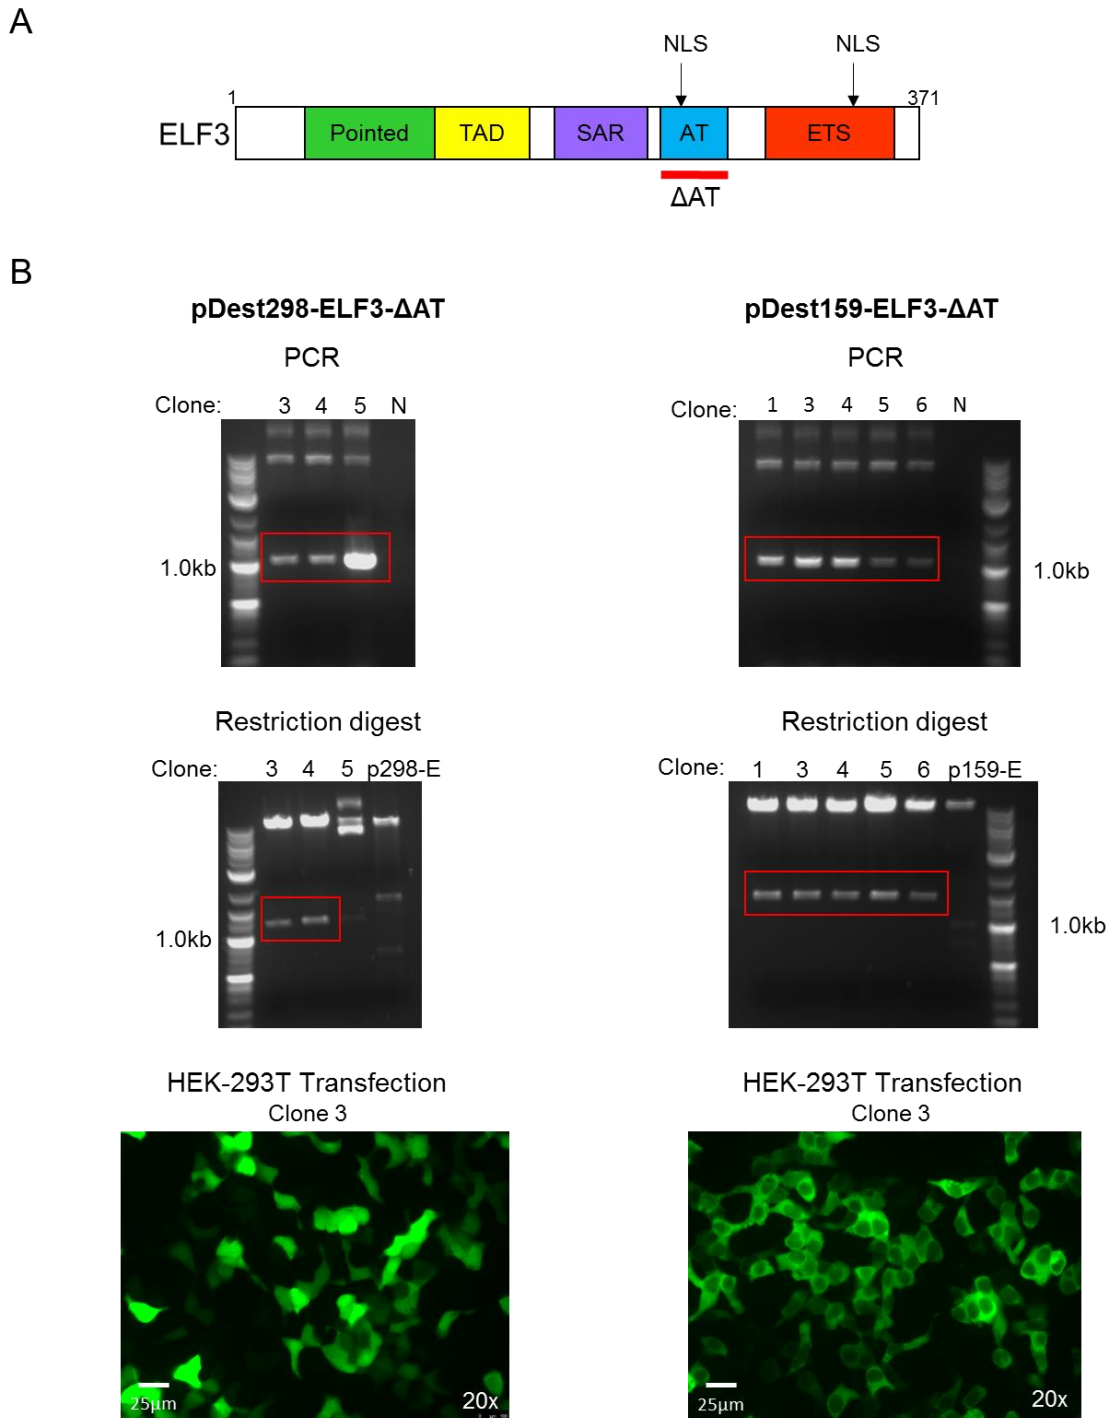 A
NLS NLS
1 371
ELF3 Pointed TAD SAR AT ETS
ΔAT
B
pDest298-ELF3-ΔAT pDest159-ELF3-ΔAT
PCR PCR
Clone: 3 4 5 N Clone: 1 3 4 5 6 N
1.0kb 1.0kb
Restriction digest Restriction digest
Clone: 3 4 5 p298-E Clone: 1 3 4 5 6 p159-E
1.0kb 1.0kb
HEK-293T Transfection HEK-293T Transfection
Clone 3 Clone 3
25μm 20x 25μm 20x